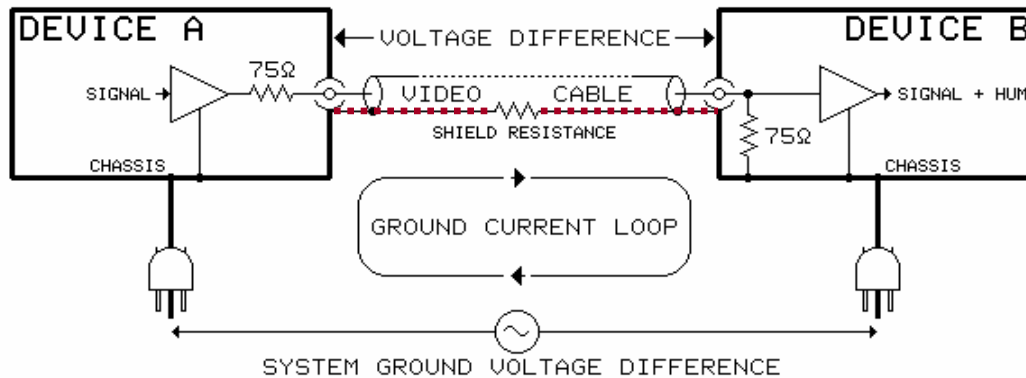 DEVICE A
DEVICE B
VOLTAGE DIFFERENCE
75Ω
SIGNAL
VIDEO CABLE
SIGNAL + HUM
SHIELD RESISTANCE
75Ω
CHASSIS
CHASSIS
GROUND CURRENT LOOP
SYSTEM GROUND VOLTAGE DIFFERENCE